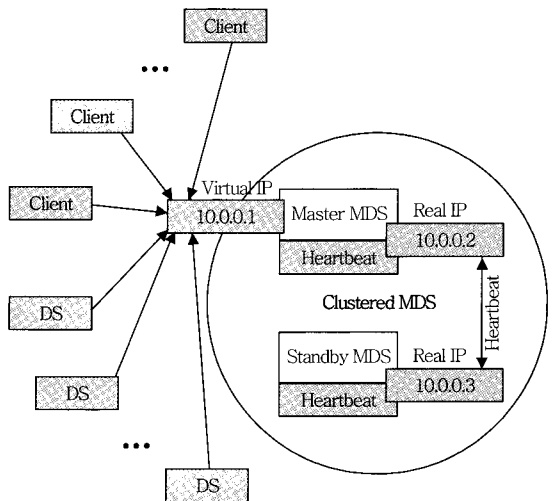 Client
•••
Client
Client
Virtual IP
10.0.0.1
Master MDS
Real IP
10.0.0.2
Heartbeat
DS
Clustered MDS
Heartbeat
Standby MDS
Real IP
10.0.0.3
Heartbeat
DS
•••
DS